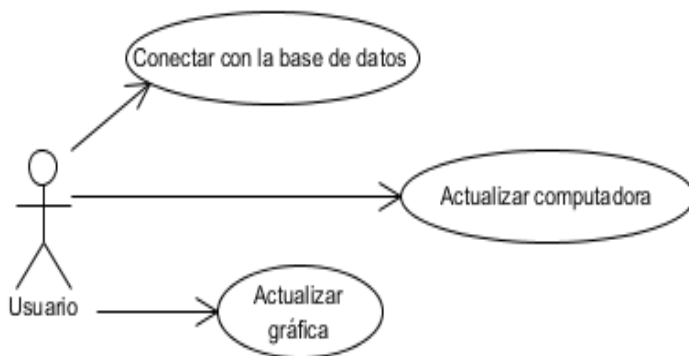 Conectar con la base de datos
Actualizar computadora
Usuario
Actualizar
gráfica